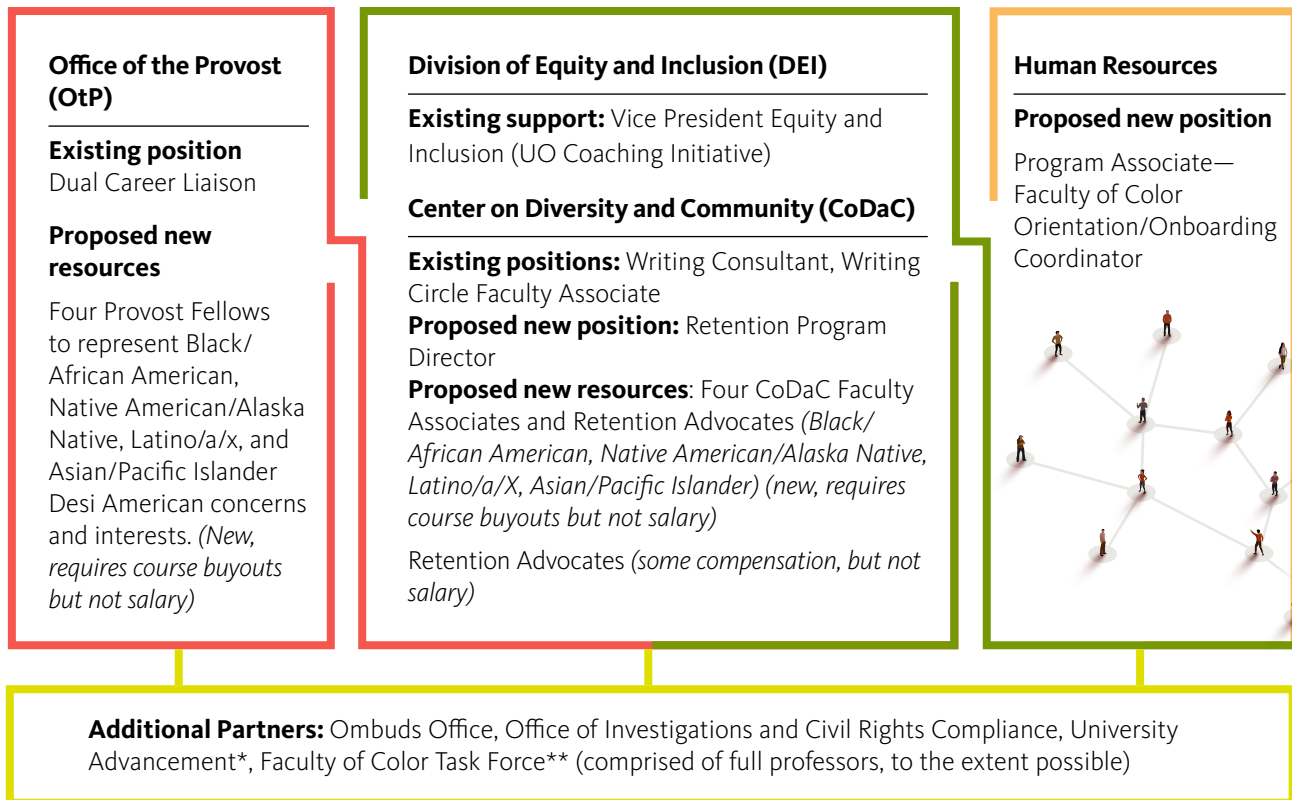 Office of the Provost
(OtP)
Existing position
Dual Career Liaison
Proposed new
resources
Four Provost Fellows
to represent Black/
African American,
Native American/Alaska
Native, Latino/a/x, and
Asian/Pacific Islander
Desi American concerns
and interests. (New,
requires course buyouts
but not salary)
Division of Equity and Inclusion (DEI)
Existing support: Vice President Equity and
Inclusion (UO Coaching Initiative)
Center on Diversity and Community (CoDaC)
Existing positions: Writing Consultant, Writing
Circle Faculty Associate
Proposed new position: Retention Program
Director
Proposed new resources: Four CoDaC Faculty
Associates and Retention Advocates (Black/
African American, Native American/Alaska Native,
Latino/a/X, Asian/Pacific Islander) (new, requires
course buyouts but not salary)
Retention Advocates (some compensation, but not
salary)
Human Resources
Proposed new position
Program Associate—
Faculty of Color
Orientation/Onboarding
Coordinator
Additional Partners: Ombuds Office, Office of Investigations and Civil Rights Compliance, University
Advancement*, Faculty of Color Task Force** (comprised of full professors, to the extent possible)